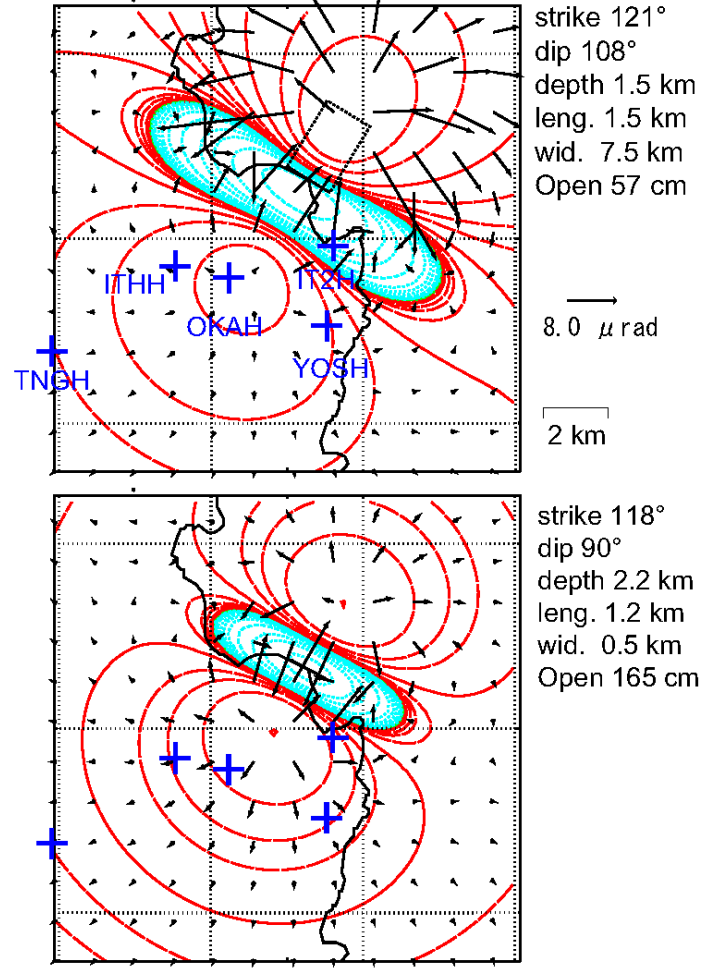 strike 121°
dip 108°
depth 1.5 km
leng. 1.5 km
wid. 7.5 km
Open 57 cm
ITHH
ITZH
OKAH
8.0 μ rad
YOSH
TNGH
2 km
strike 118°
dip 90°
depth 2.2 km
leng. 1.2 km
wid. 0.5 km
Open 165 cm